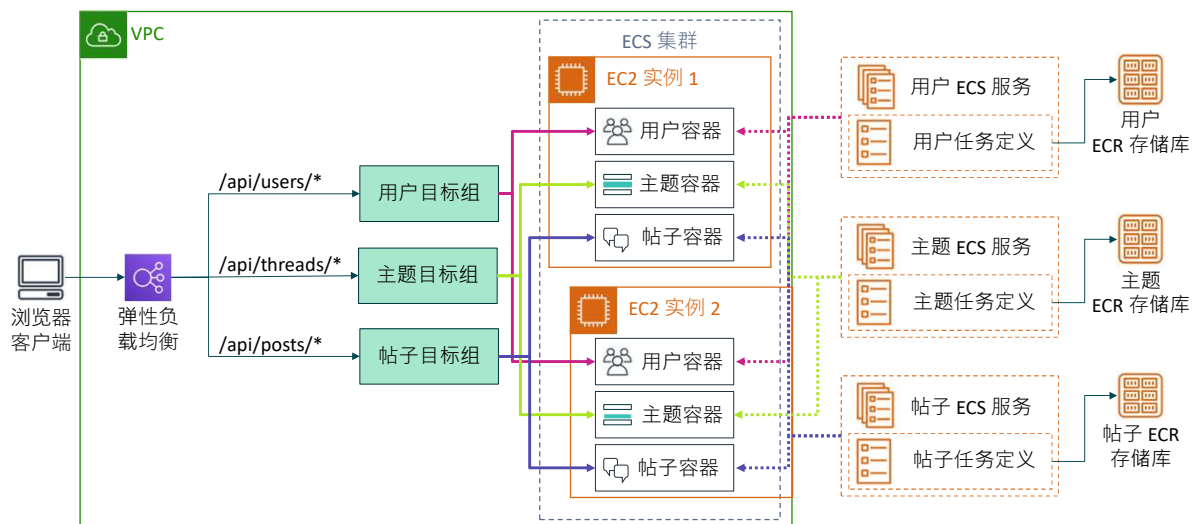 VPC
ECS 集群
EC2 实例 1
用户容器
主题容器
帖子容器
EC2 实例 2
用户容器
主题容器
帖子容器
浏览器
客户端
弹性负
载均衡
/api/users/*
/api/threads/*
/api/posts/*
用户目标组
主题目标组
帖子目标组
用户 ECS 服务
用户任务定义
用户
ECR 存储库
主题 ECS 服务
主题任务定义
主题
ECR 存储库
帖子 ECS 服务
帖子任务定义
帖子 ECR
存储库